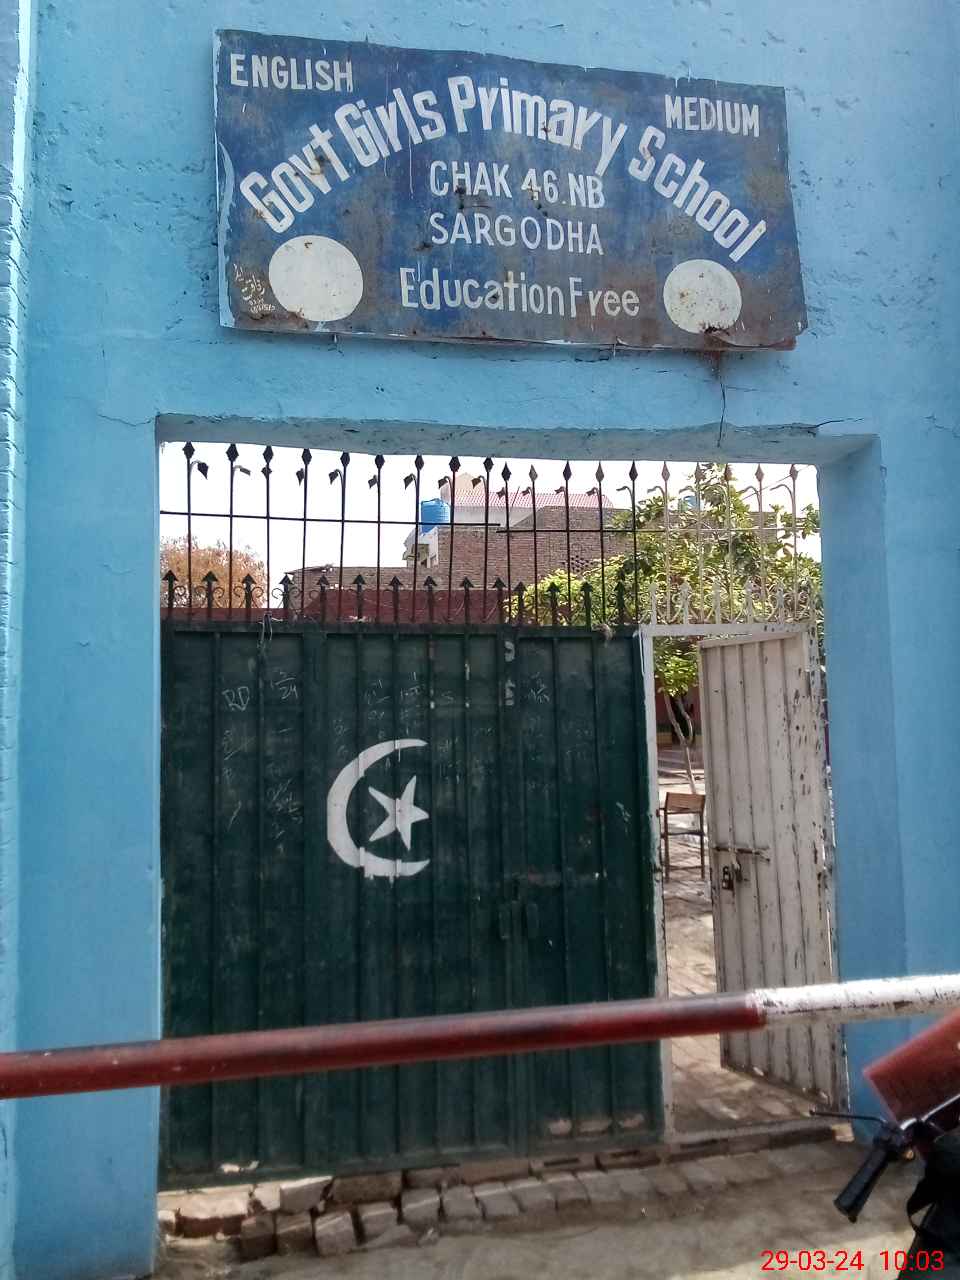 ENGLISH MEDIUM
Govt Girls Primary School
CHAK 46.NB
SARGODHA
Education Free
29-03-24 10:03